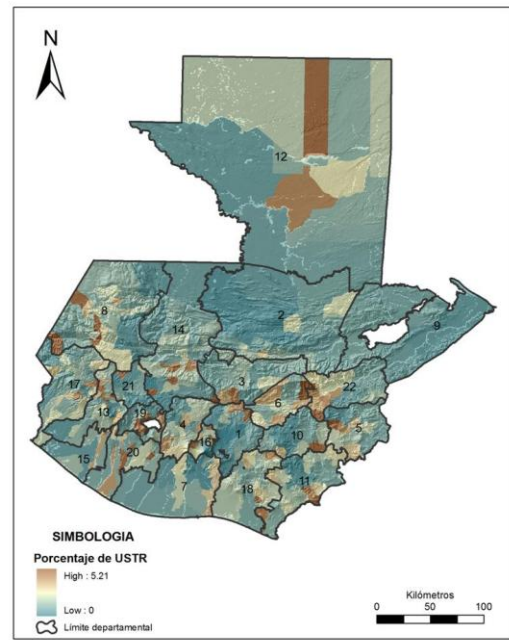 N
12
8
14
2
9
17
21
3
22
13
19
6
4
16
1
10
5
15
20
7
18
11
SIMBOLOGIA
Porcentaje de USTR
High : 5.21
Low : 0
Límite departamental
Kilómetros
0 50 100